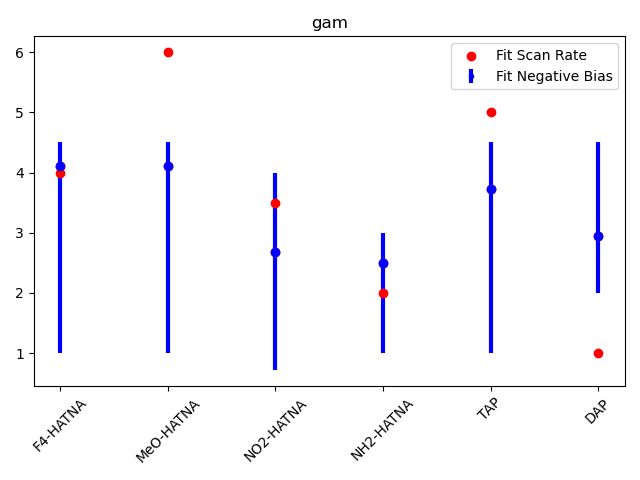 gam
Fit Scan Rate
Fit Negative Bias
6
5
4
3
2
1
F4-HATNA
MeO-HATNA
NO2-HATNA
NH2-HATNA
TAP
DAP